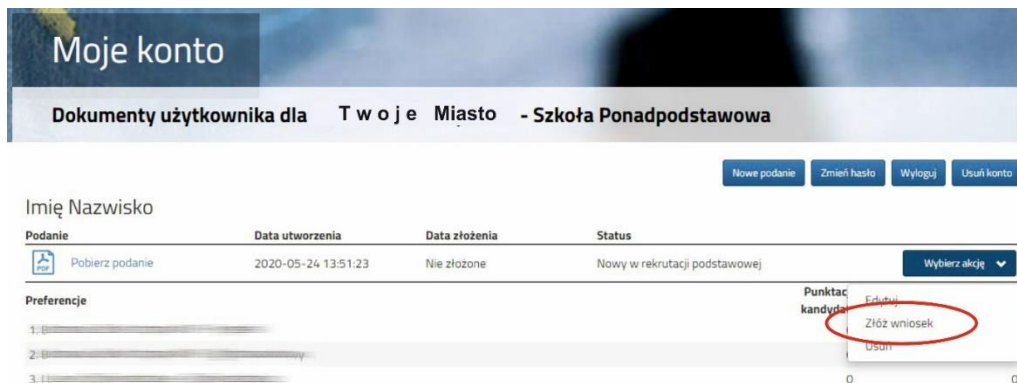 Moje konto
Dokumenty użytkownika dla Twoje Miasto - Szkoła Ponadpodstawowa
Nowe podanie Zmień hasło Wyloguj Usuń konto
Imię Nazwisko
Podanie Data utworzenia Data złożenia Status
PDF Pobierz podanie 2020-05-24 13:51:23 Nie złożone Nowy w rekrutacji podstawowej Wybierz akcję
Preferencje
Edytuj
Złóż wniosek
Usuń
1.
2.
3. 0 0